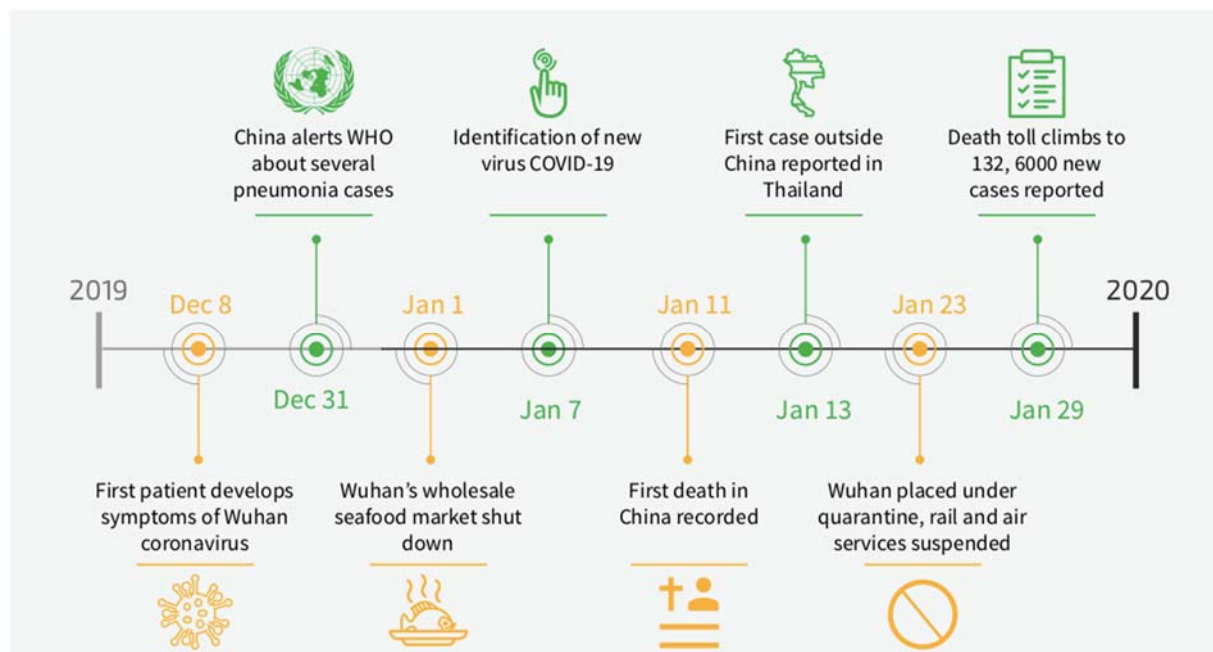 China alerts WHO
about several
pneumonia cases
Identification of new
virus COVID-19
First case outside
China reported in
Thailand
Death toll climbs to
132, 6000 new
cases reported
2019
Dec 8
Jan 1
Jan 11
Jan 23
2020
Dec 31
Jan 7
Jan 13
Jan 29
First patient develops
symptoms of Wuhan
coronavirus
Wuhan's wholesale
seafood market shut
down
First death in
China recorded
Wuhan placed under
quarantine, rail and air
services suspended